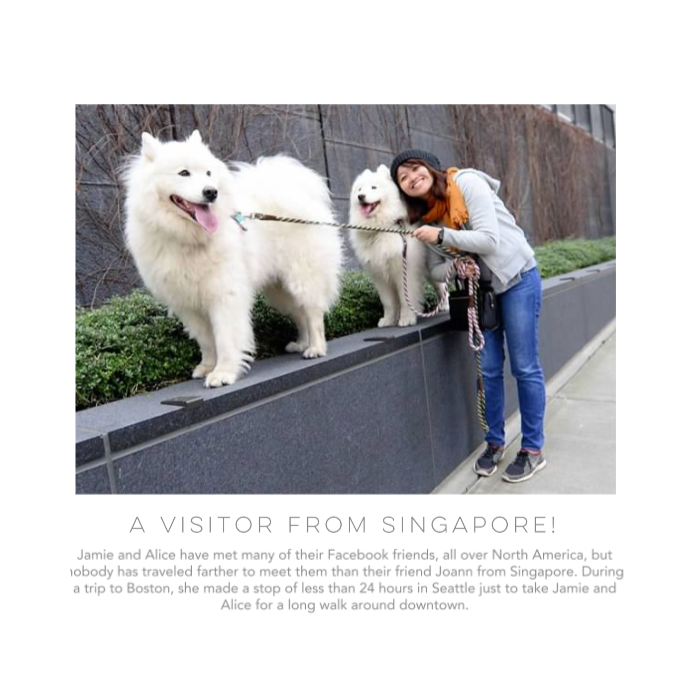 A VISITOR FROM SINGAPORE!
Jamie and Alice have met many of their Facebook friends, all over North America, but
nobody has traveled farther to meet them than their friend Joann from Singapore. During
a trip to Boston, she made a stop of less than 24 hours in Seattle just to take Jamie and
Alice for a long walk around downtown.